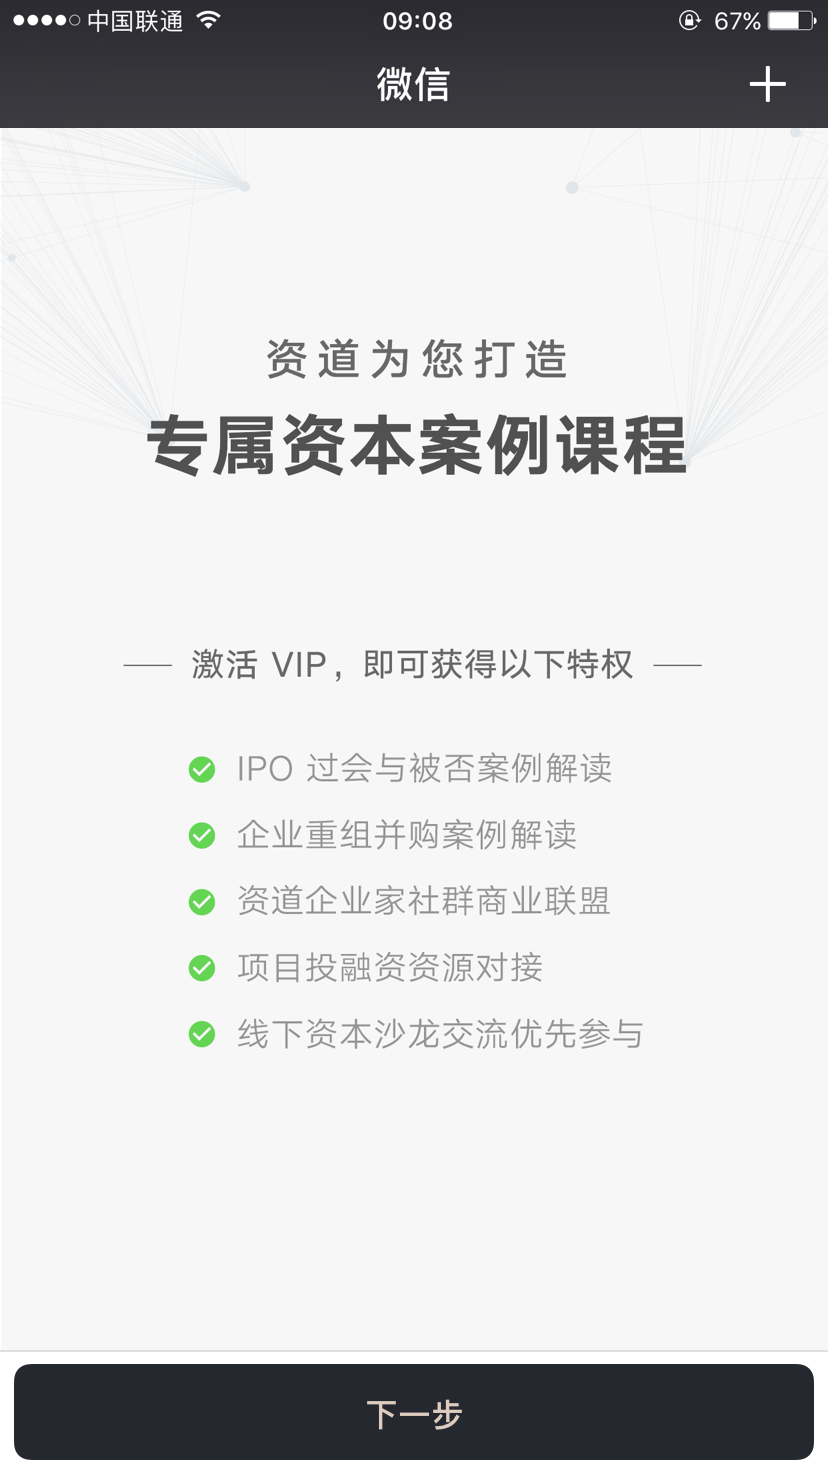 中国联通 09:08 67%
微信
资道为您打造
专属资本案例课程
激活 VIP，即可获得以下特权
IPO 过会与被否案例解读
企业重组并购案例解读
资道企业家社群商业联盟
项目投融资资源对接
线下资本沙龙交流优先参与
下一步